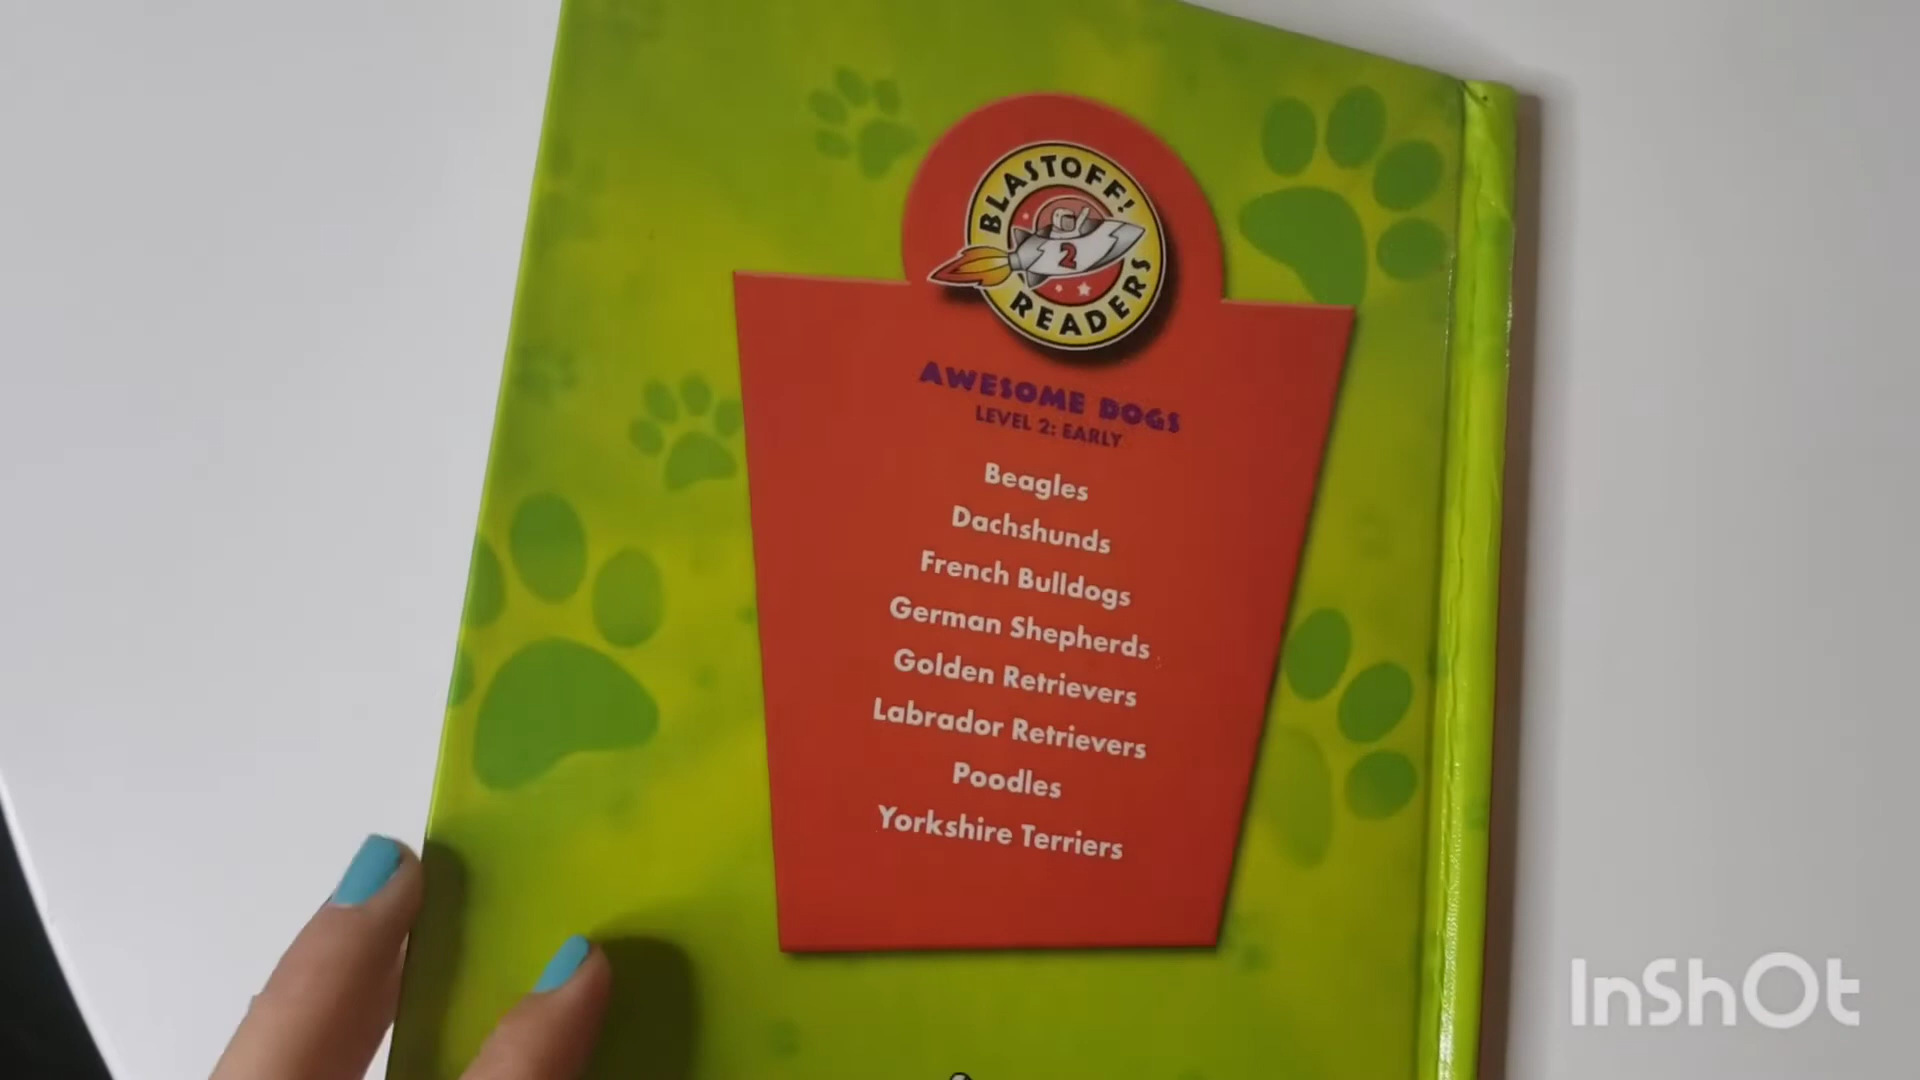 BLASTOFF!
2
READERS
AWESOME DOGS
LEVEL 2: EARLY
Beagles
Dachshunds
French Bulldogs
German Shepherds
Golden Retrievers
Labrador Retrievers
Poodles
Yorkshire Terriers
InShOt